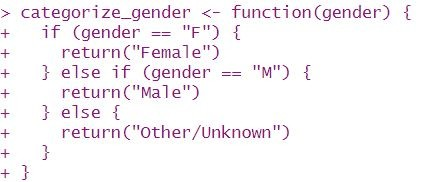 > categorize_gender <- function(gender) {
+   if (gender == "F") {
+     return("Female")
+   } else if (gender == "M") {
+     return("Male")
+   } else {
+     return("Other/Unknown")
+   }
+ }